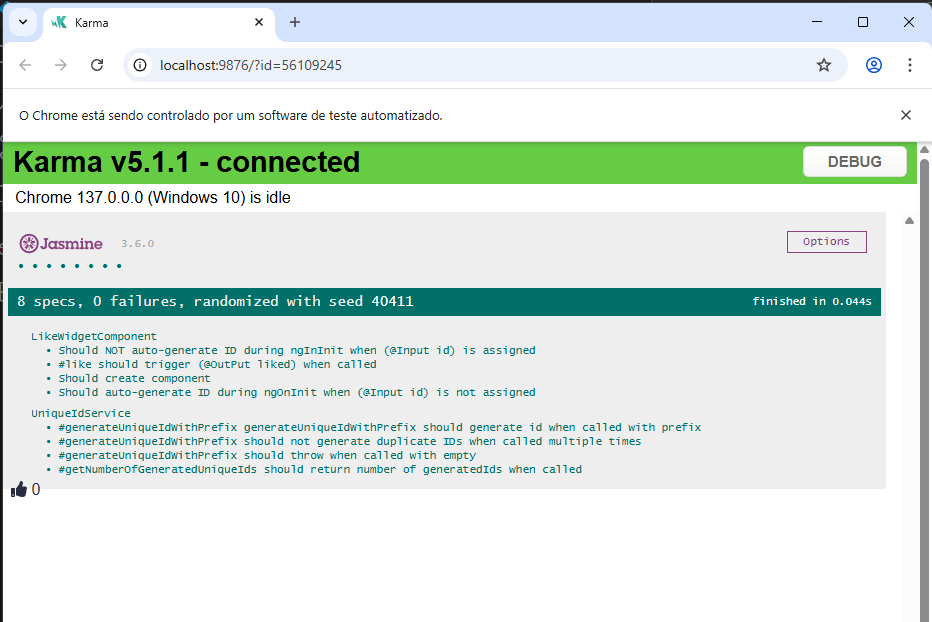 Karma
localhost:9876/?id=56109245
O Chrome está sendo controlado por um software de teste automatizado.
Karma v5.1.1 - connected
DEBUG
Chrome 137.0.0.0 (Windows 10) is idle
Jasmine 3.6.0
Options
8 specs, 0 failures, randomized with seed 40411
finished in 0.044s
LikeWidgetComponent
• Should NOT auto-generate ID during ngInInit when (@Input id) is assigned
• #like should trigger (@OutPut liked) when called
• Should create component
• Should auto-generate ID during ngOnInit when (@Input id) is not assigned
UniqueIdService
• #generateUniqueIdWithPrefix generateUniqueIdWithPrefix should generate id when called with prefix
• #generateUniqueIdWithPrefix should not generate duplicate IDs when called multiple times
• #generateUniqueIdWithPrefix should throw when called with empty
• #getNumberOfGeneratedUniqueIds should return number of generatedIds when called
0